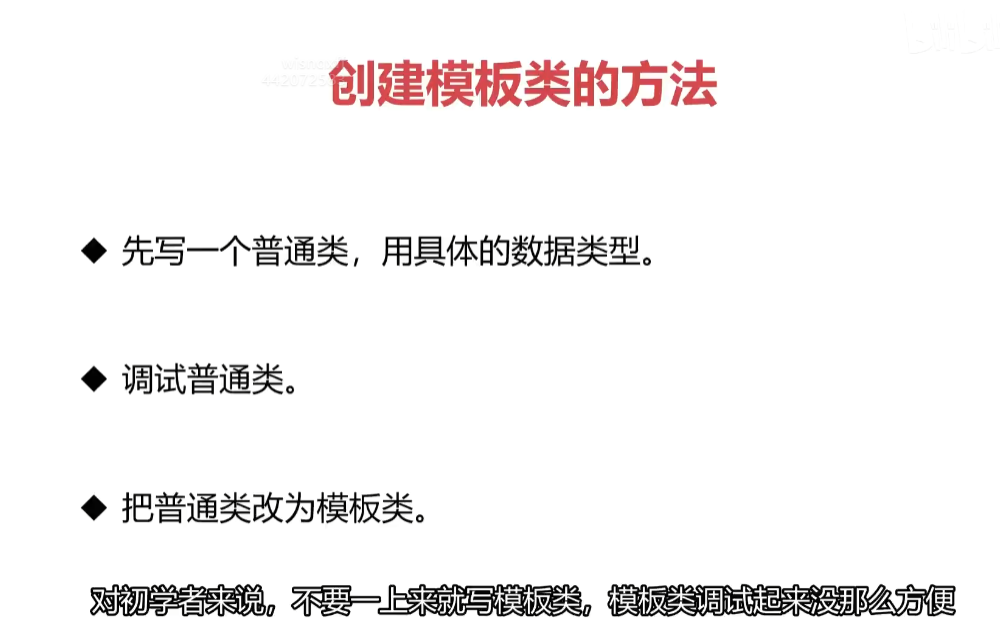 创建模板类的方法
◆ 先写一个普通类，用具体的数据类型。
◆ 调试普通类。
◆ 把普通类改为模板类。
对初学者来说，不要一上来就写模板类，模板类调试起来没那么方便